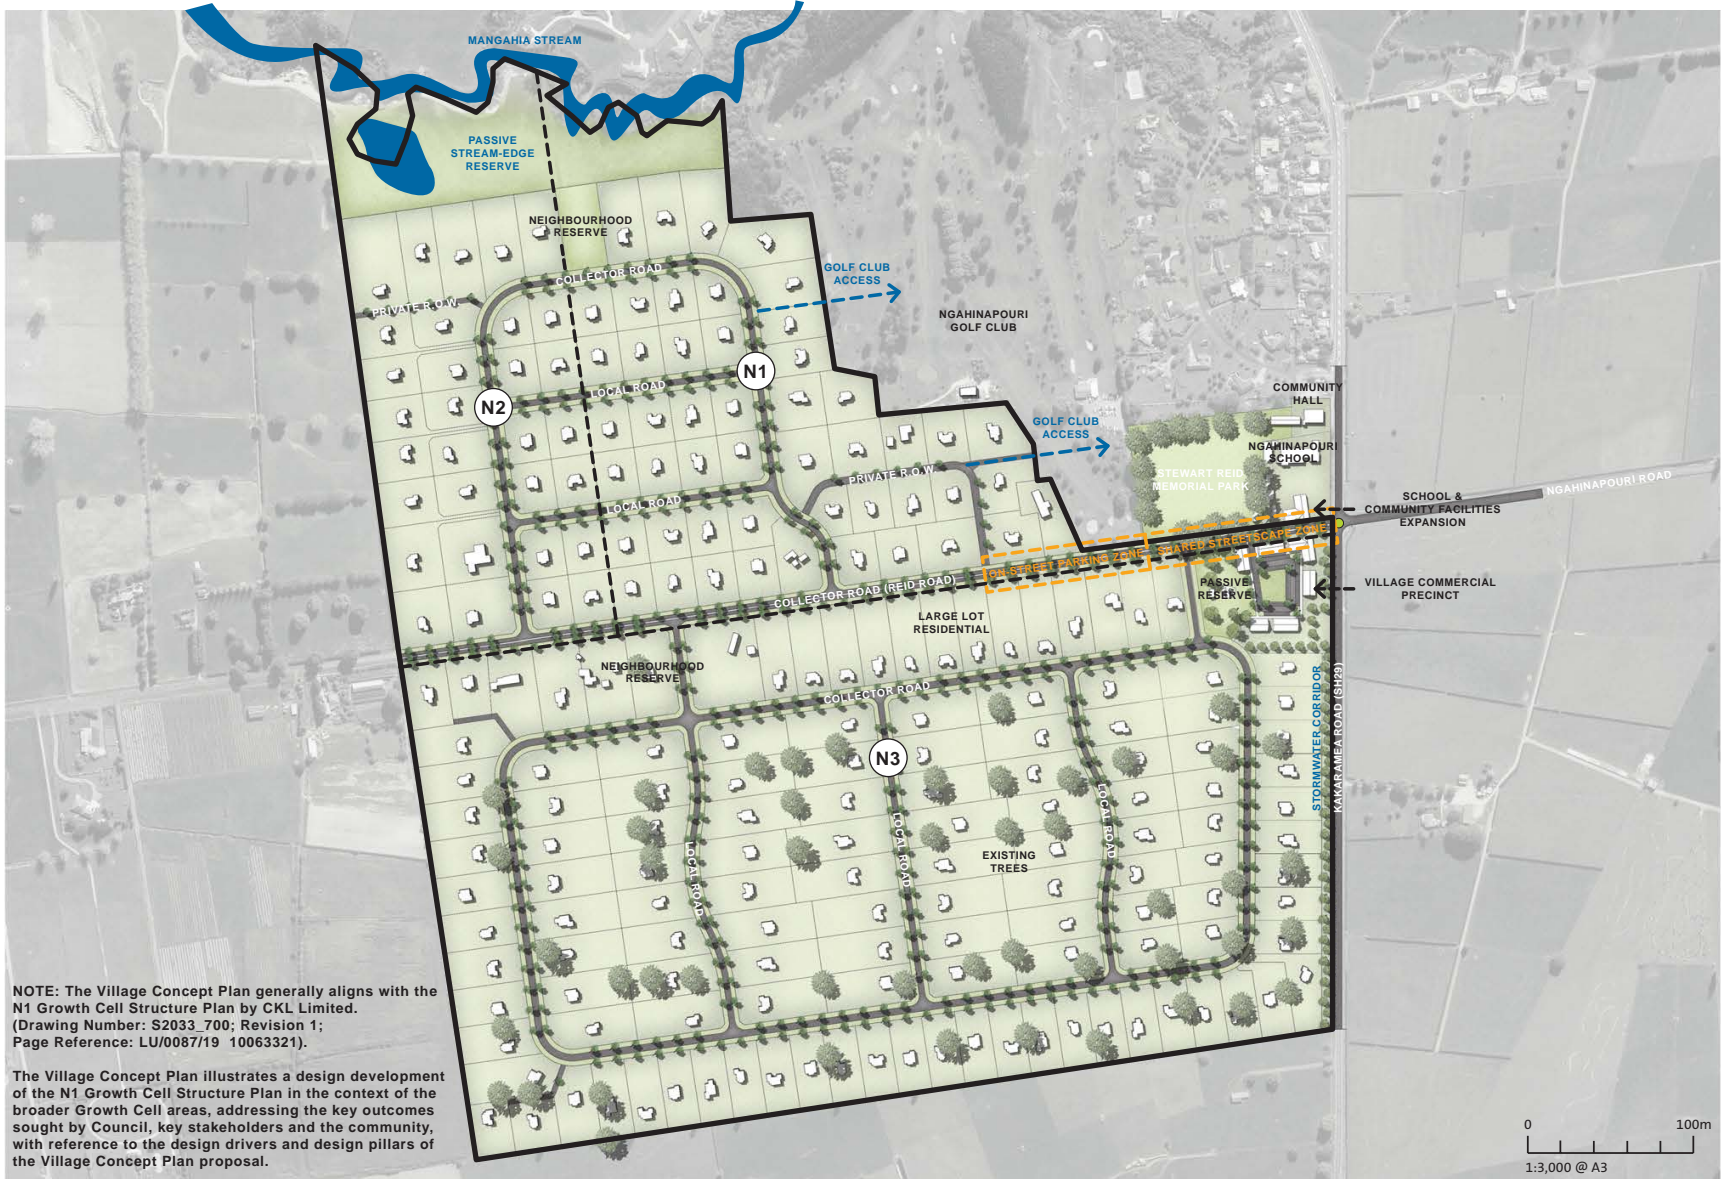 MANGAHIA STREAM
PASSIVE
STREAM-EDGE
RESERVE
NEIGHBOURHOOD
RESERVE
COLLECTOR ROAD
GOLF CLUB
ACCESS
PRIVATE R.O.W.
NGAHINAPOURI
GOLF CLUB
N1
LOCAL ROAD
N2
COMMUNITY
HALL
GOLF CLUB
ACCESS
NGAHINAPOURI
SCHOOL
PRIVATE R.O.W.
STEWART REID
MEMORIAL PARK
NGAHINAPOURI ROAD
LOCAL ROAD
SCHOOL &
COMMUNITY FACILITIES
EXPANSION
SHARED STREETSCAPE ZONE
ON-STREET PARKING ZONE
COLLECTOR ROAD (REID ROAD)
PASSIVE
RESERVE
VILLAGE COMMERCIAL
PRECINCT
LARGE LOT
RESIDENTIAL
NEIGHBOURHOOD
RESERVE
COLLECTOR ROAD
STORMWATER CORRIDOR
KAKARAMEA ROAD (SH29)
N3
LOCAL ROAD
LOCAL ROAD
LOCAL ROAD
EXISTING
TREES
NOTE: The Village Concept Plan generally aligns with the
N1 Growth Cell Structure Plan by CKL Limited.
(Drawing Number: S2033_700; Revision 1;
Page Reference: LU/0087/19 10063321).
The Village Concept Plan illustrates a design development
of the N1 Growth Cell Structure Plan in the context of the
broader Growth Cell areas, addressing the key outcomes
sought by Council, key stakeholders and the community,
with reference to the design drivers and design pillars of
the Village Concept Plan proposal.
0 100m
1:3,000 @ A3